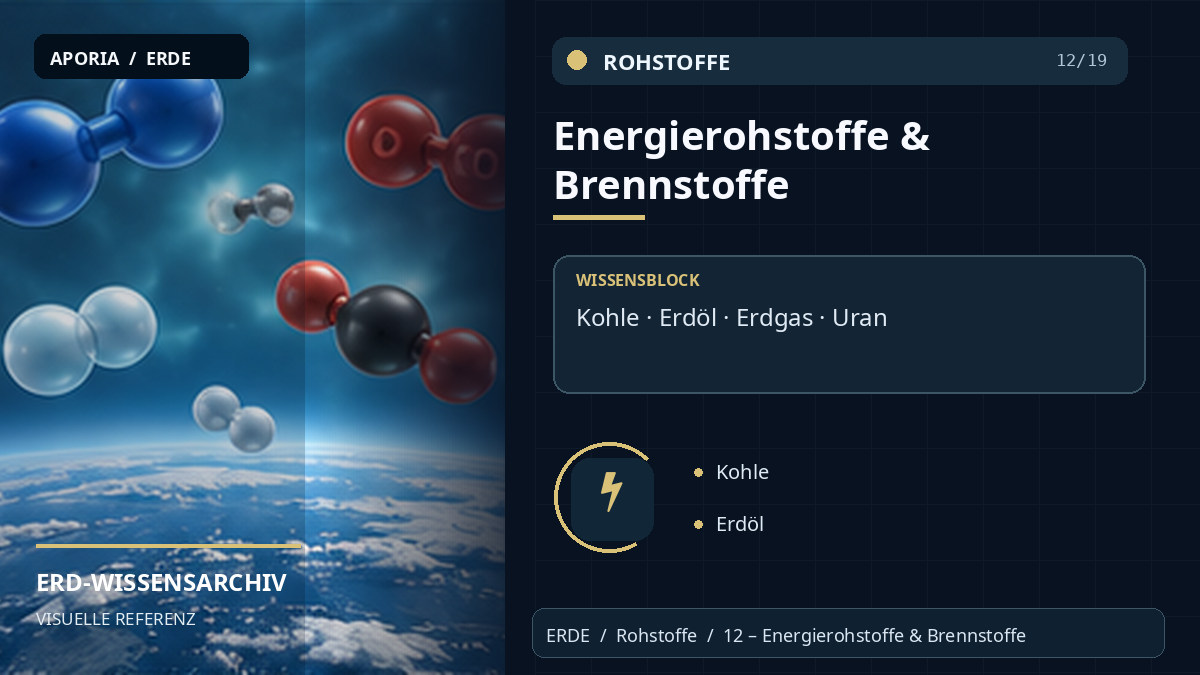 APORIA / ERDE
ERD-WISSENSARCHIV
VISUELLE REFERENZ
ROHSTOFFE
12/19
Energierohstoffe &
Brennstoffe
WISSENSBLOCK
Kohle · Erdöl · Erdgas · Uran
Kohle
Erdöl
ERDE / Rohstoffe / 12 – Energierohstoffe & Brennstoffe